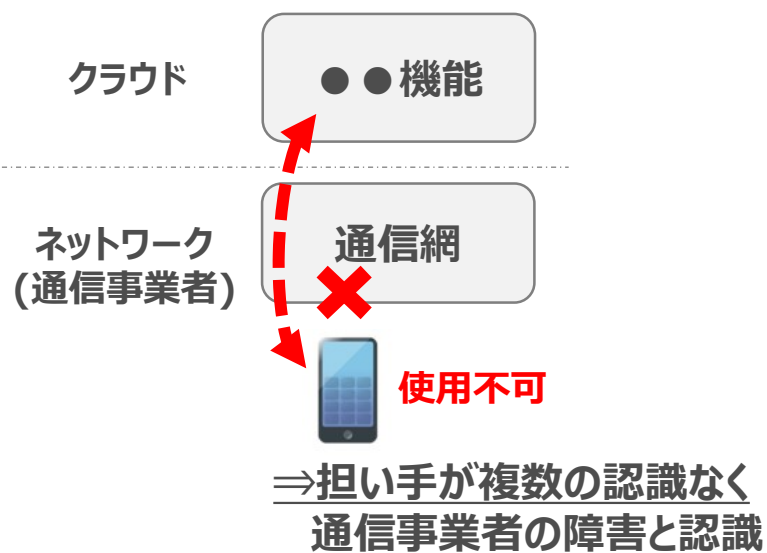 クラウド
●●機能
ネットワーク
(通信事業者)
通信網
使用不可
⇒担い手が複数の認識なく
通信事業者の障害と認識